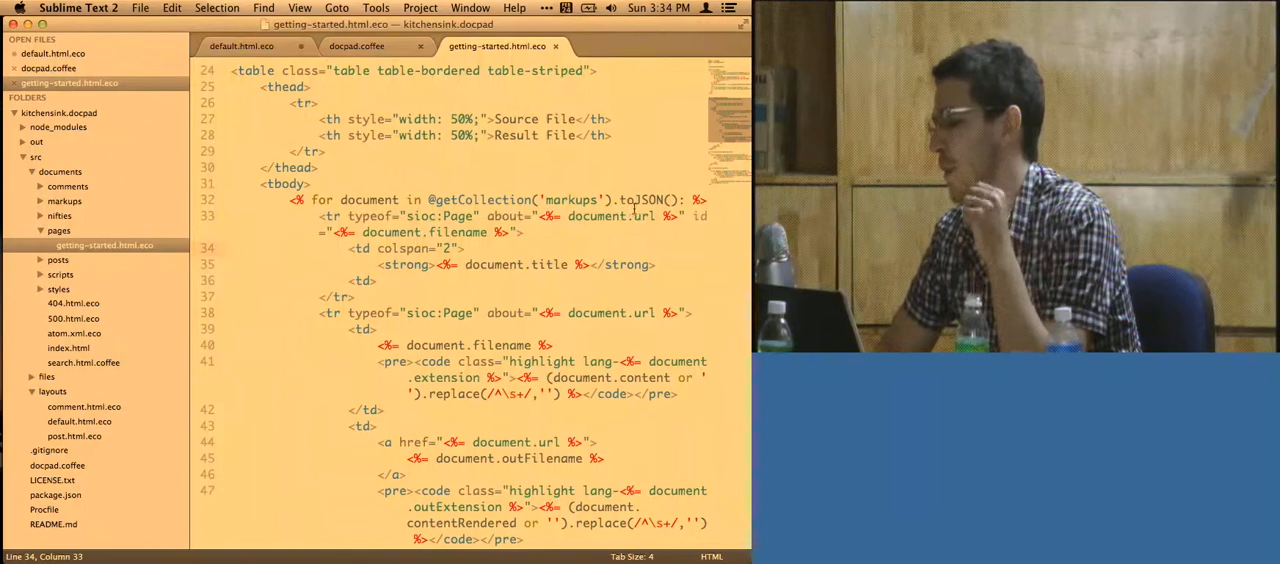 Sublime Text 2 File Edit Selection Find View Goto Tools Project Window Help ••• Sun 3:34 PM
getting-started.html.eco — kitchensink.docpad
OPEN FILES
default.html.eco
docpad.coffee
getting-started.html.eco
FOLDERS
kitchensink.docpad
node_modules
out
src
documents
comments
markups
nifties
pages
getting-started.html.eco
posts
scripts
styles
404.html.eco
500.html.eco
atom.xml.eco
index.html
search.html.coffee
files
layouts
comment.html.eco
default.html.eco
post.html.eco
.gitignore
docpad.coffee
LICENSE.txt
package.json
Procfile
README.md
default.html.eco docpad.coffee getting-started.html.eco
24 <table class="table table-bordered table-striped">
25 <thead>
26 <tr>
27 <th style="width: 50%;">Source File</th>
28 <th style="width: 50%;">Result File</th>
29 </tr>
30 </thead>
31 <tbody>
32 <% for document in @getCollection('markups').toJSON(): %>
33 <tr typeof="sioc:Page" about="<%= document.url %>" id
="<%= document.filename %>">
34 <td colspan="2">
35 <strong><%= document.title %></strong>
36 <td>
37 </tr>
38 <tr typeof="sioc:Page" about="<%= document.url %>">
39 <td>
40 <%= document.filename %>
41 <pre><code class="highlight lang-<%= document
.extension %>"><%= (document.content or '
').replace(/^\s+/,'') %></code></pre>
42 </td>
43 <td>
44 <a href="<%= document.url %>">
45 <%= document.outFilename %>
46 </a>
47 <pre><code class="highlight lang-<%= document
.outExtension %>"><%= (document.
contentRendered or '').replace(/^\s+/,'')
%></code></pre>
Line 34, Column 33 Tab Size: 4 HTML